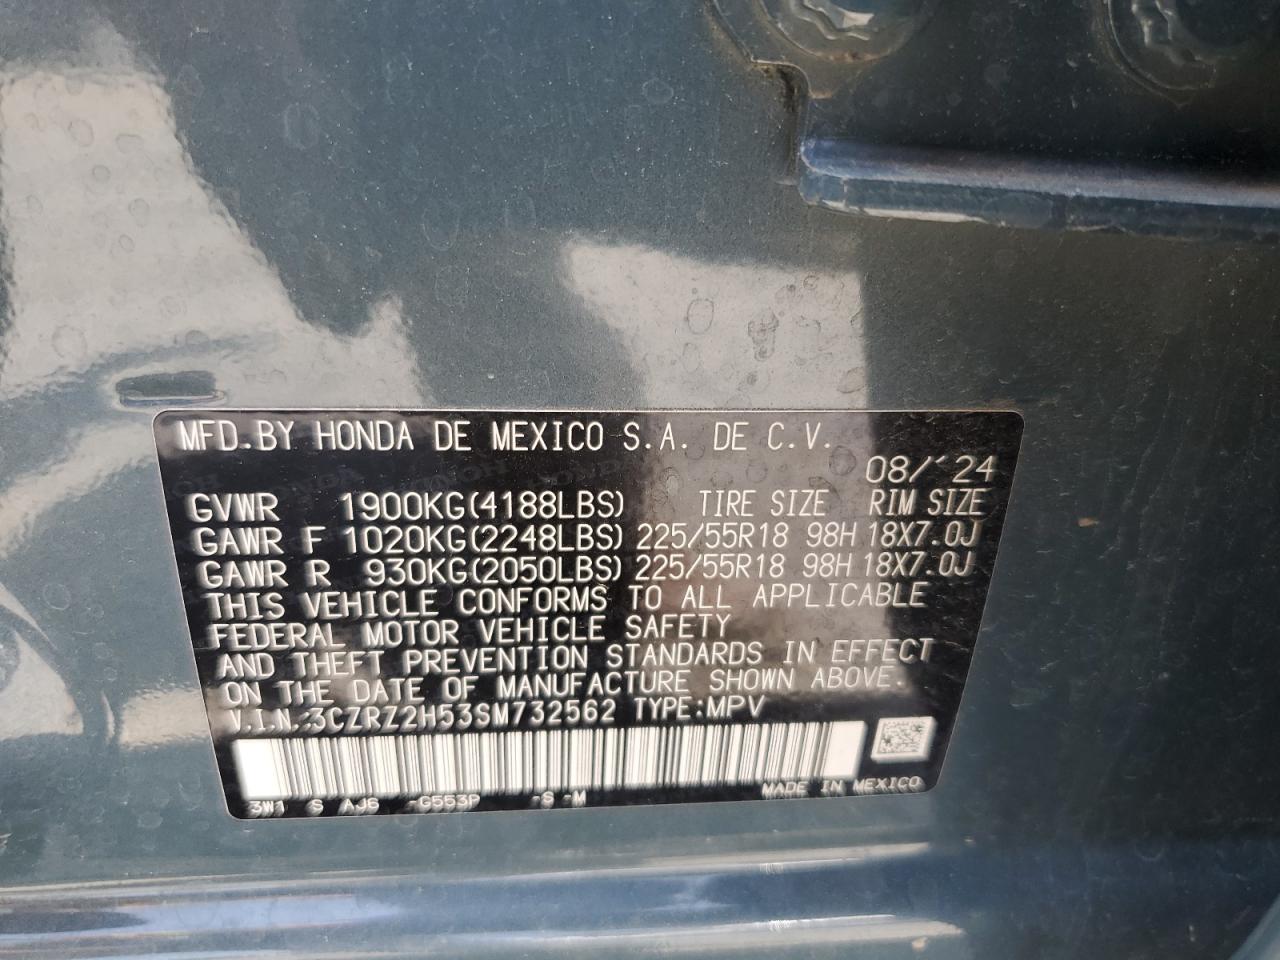 MFD.BY HONDA DE MEXICO S.A. DE C.V.
08/'24
GVWR 1900KG(4188LBS) TIRE SIZE RIM SIZE
GAWR F 1020KG(2248LBS) 225/55R18 98H 18X7.0J
GAWR R 930KG(2050LBS) 225/55R18 98H 18X7.0J
THIS VEHICLE CONFORMS TO ALL APPLICABLE
FEDERAL MOTOR VEHICLE SAFETY
AND THEFT PREVENTION STANDARDS IN EFFECT
ON THE DATE OF MANUFACTURE SHOWN ABOVE.
V.I.N.:3CZRZ2H53SM732562 TYPE:MPV
MADE IN MEXICO
3W1 S AJ6 -G553P -S -M